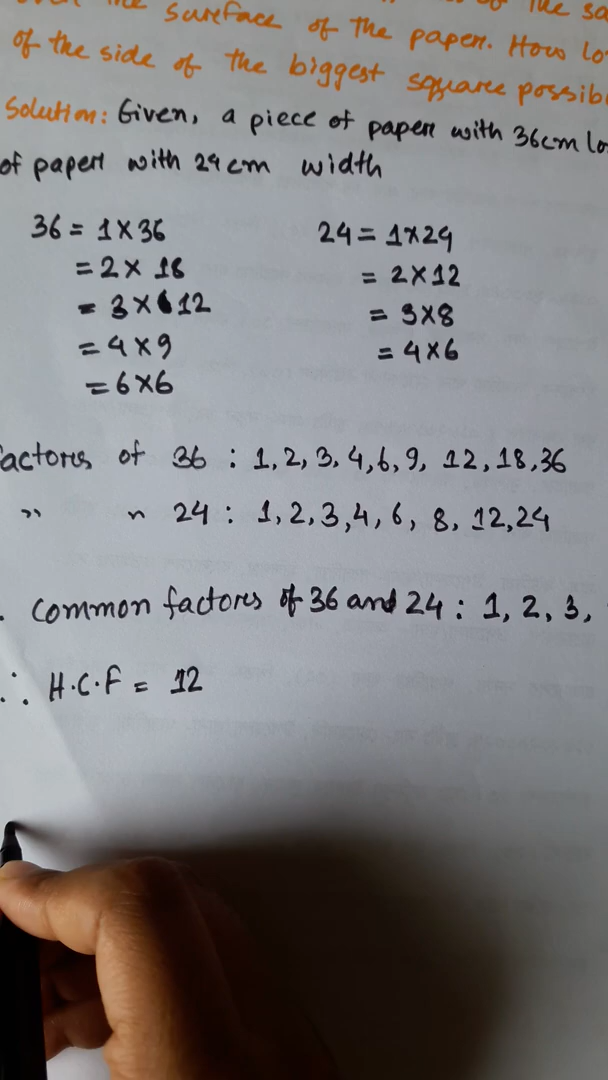 the surface of the paper. How lo
of the side of the biggest square possib
Solution: Given, a piece of paper with 36cm lo
of paper with 24cm width
36 = 1×36
= 2× 18
= 3× 12
= 4×9
= 6×6
24 = 1×24
= 2×12
= 3×8
= 4×6
factores of 36 : 1, 2, 3, 4, 6, 9, 12, 18, 36
" " 24 : 1, 2, 3, 4, 6, 8, 12, 24
common factores of 36 and 24 : 1, 2, 3,
∴ H.C.F = 12